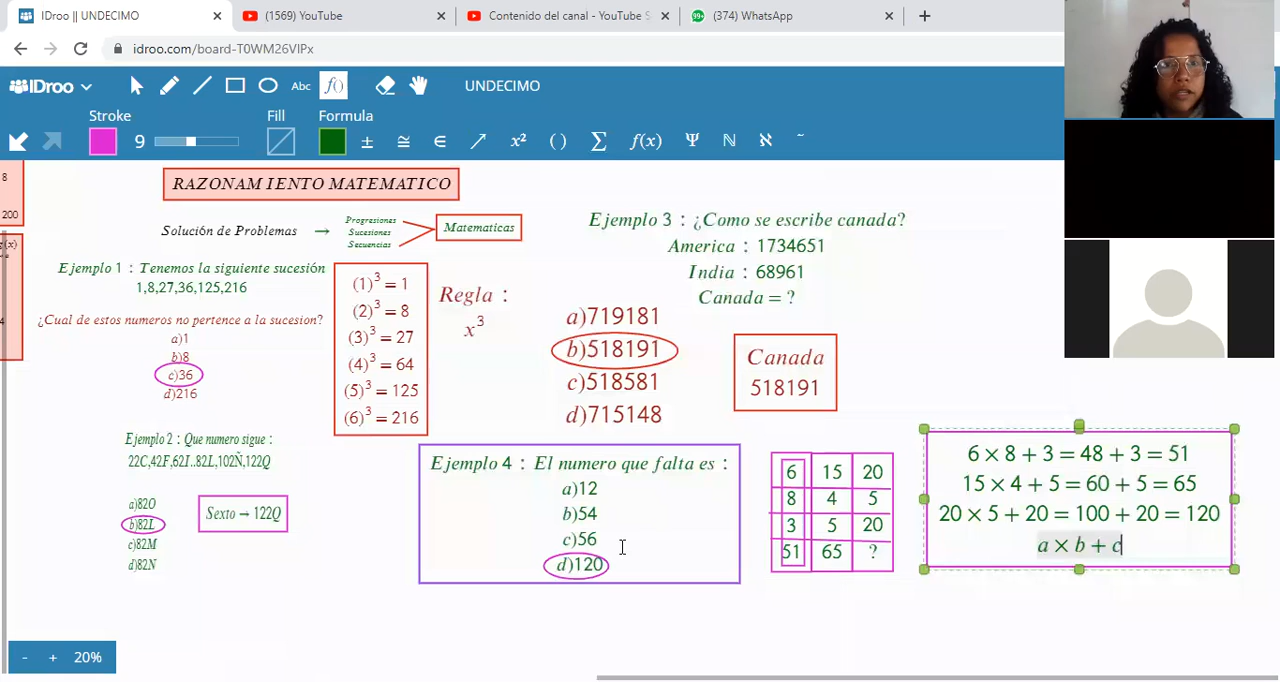 IDroo || UNDECIMO
(1569) YouTube
Contenido del canal - YouTube S
(374) WhatsApp
idroo.com/board-T0WM26VIPx
IDroo
Abc
f()
UNDECIMO
Stroke
Fill
Formula
9
± ≅ ∈ x² ( ) ∑ f(x) Ψ ℕ ℵ ~
8
200
4
RAZONAM IENTO MATEMATICO
Solución de Problemas →
Progresiones
Sucesiones
Secuencias
Matematicas
Ejemplo 1 : Tenemos la siguiente sucesión
1,8,27,36,125,216
¿Cual de estos numeros no pertence a la sucesion?
a)1
b)8
c)36
d)216
(1)³ = 1
(2)³ = 8
(3)³ = 27
(4)³ = 64
(5)³ = 125
(6)³ = 216
Regla :
x³
Ejemplo 3 : ¿Como se escribe canada?
America : 1734651
India : 68961
Canada = ?
a)719181
b)518191
c)518581
d)715148
Canada
518191
Ejemplo 2 : Que numero sigue :
22C,42F,62I..82L,102Ñ,122Q
a)82O
b)82L
c)82M
d)82N
Sexto → 122Q
Ejemplo 4 : El numero que falta es :
a)12
b)54
c)56
d)120
6 15 20
8 4 5
3 5 20
51 65 ?
6 × 8 + 3 = 48 + 3 = 51
15 × 4 + 5 = 60 + 5 = 65
20 × 5 + 20 = 100 + 20 = 120
a × b + c
- + 20%